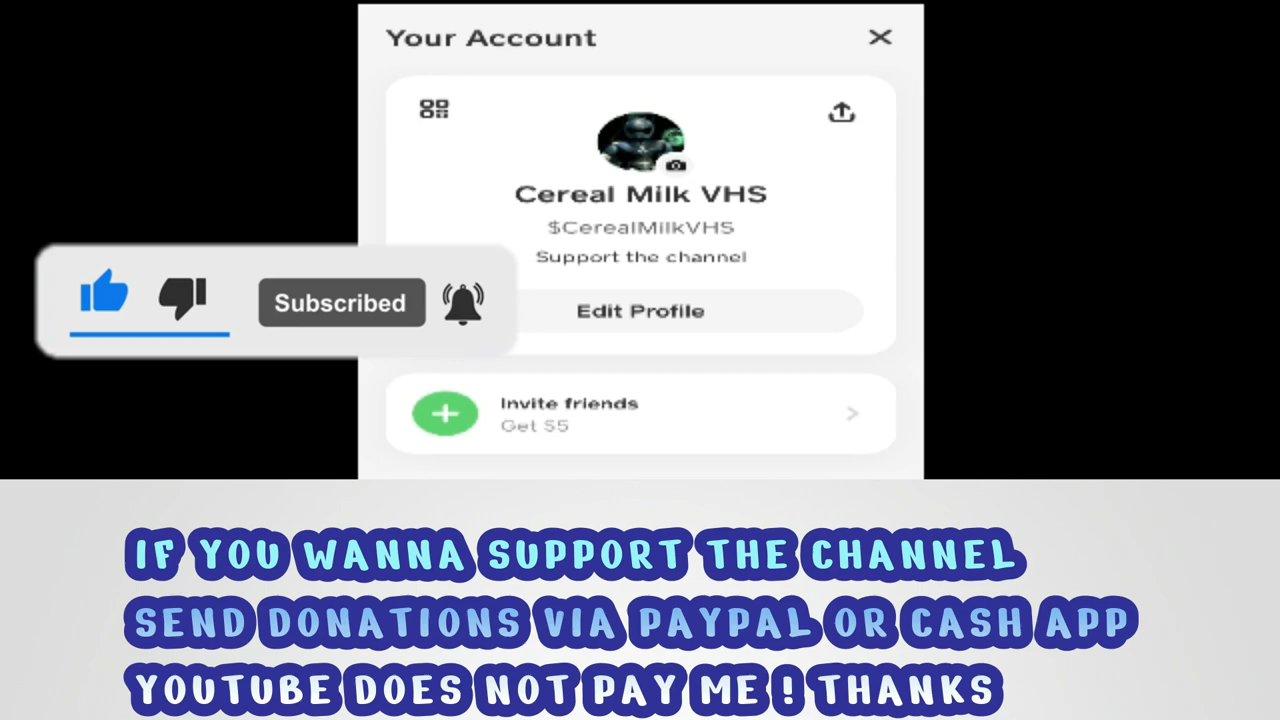 Your Account
Cereal Milk VHS
$CerealMilkVHS
Support the channel
Subscribed
Edit Profile
Invite friends
Get $5
IF YOU WANNA SUPPORT THE CHANNEL
SEND DONATIONS VIA PAYPAL OR CASH APP
YOUTUBE DOES NOT PAY ME ! THANKS